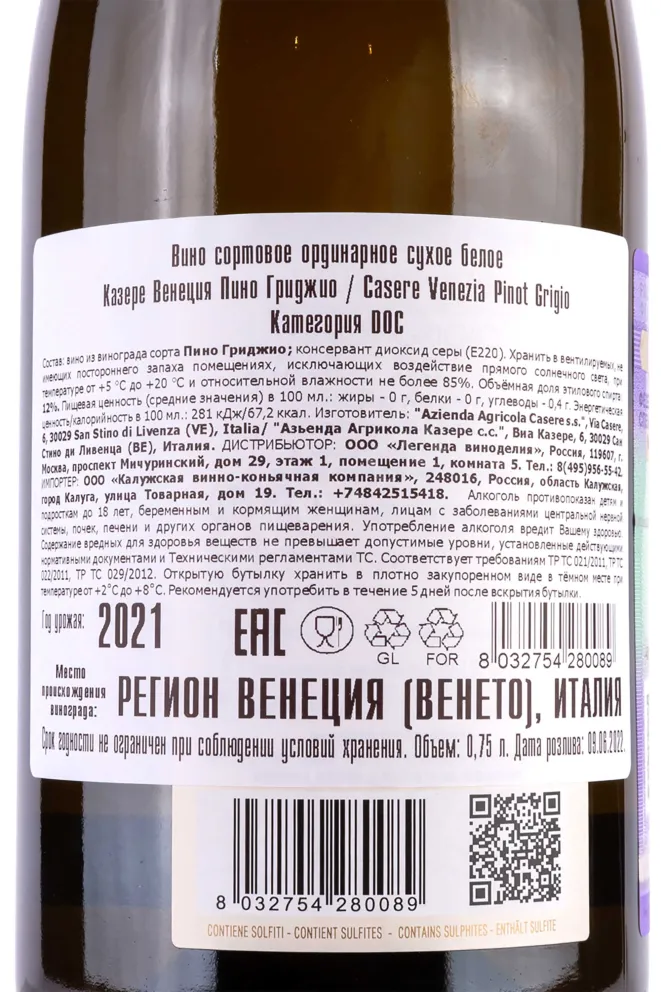 Вино сортовое ординарное сухое белое
Казере Венеция Пино Гриджио / Casere Venezia Pinot Grigio
Категория DOC
Состав: вино из винограда сорта Пино Гриджио; консервант диоксид серы (Е220). Хранить в вентилируемых, не
имеющих постороннего запаха помещениях, исключающих воздействие прямого солнечного света, при
температуре от +5 °С до +20 °С и относительной влажности не более 85%. Объёмная доля этилового спирта
12%. Пищевая ценность (средние значения) в 100 мл.: жиры - 0 г, белки - 0 г, углеводы - 0,4 г. Энергетическая
ценность/калорийность в 100 мл.: 281 кДж/67,2 ккал. Изготовитель: "Azienda Agricola Casere s.s.", Via Casere,
6, 30029 San Stino di Livenza (VE), Italia/ "Азьенда Агрикола Казере с.с.", Виа Казере, 6, 30029 Сан
Стино ди Ливенца (ВЕ), Италия. ДИСТРИБЬЮТОР: ООО «Легенда виноделия», Россия, 119607, г.
Москва, проспект Мичуринский, дом 29, этаж 1, помещение 1, комната 5. Тел.: 8(495)956-55-42.
ИМПОРТЕР: ООО «Калужская винно-коньячная компания», 248016, Россия, область Калужская,
город Калуга, улица Товарная, дом 19. Тел.: +74842515418. Алкоголь противопоказан детям и
подросткам до 18 лет, беременным и кормящим женщинам, лицам с заболеваниями центральной нервной
системы, почек, печени и других органов пищеварения. Употребление алкоголя вредит Вашему здоровью.
Содержание вредных для здоровья веществ не превышает допустимые уровни, установленные действующими
нормативными документами и Техническими регламентами ТС. Соответствует требованиям ТР ТС 021/2011, ТР ТС
022/2011, ТР ТС 029/2012. Открытую бутылку хранить в плотно закупоренном виде в тёмном месте при
температуре от +2°С до +8°С. Рекомендуется употребить в течение 5 дней после вскрытия бутылки.
Год урожая: 2021 ЕАС
GL FOR
8 032754 280089
Место
происхождения
винограда:
РЕГИОН ВЕНЕЦИЯ (ВЕНЕТО), ИТАЛИЯ
Срок годности не ограничен при соблюдении условий хранения. Объем: 0,75 л. Дата розлива: 09.06.2022.
8 032754 280089
CONTIENE SOLFITI - CONTIENT SULFITES - CONTAINS SULPHITES - ENTHÄLT SULFITE